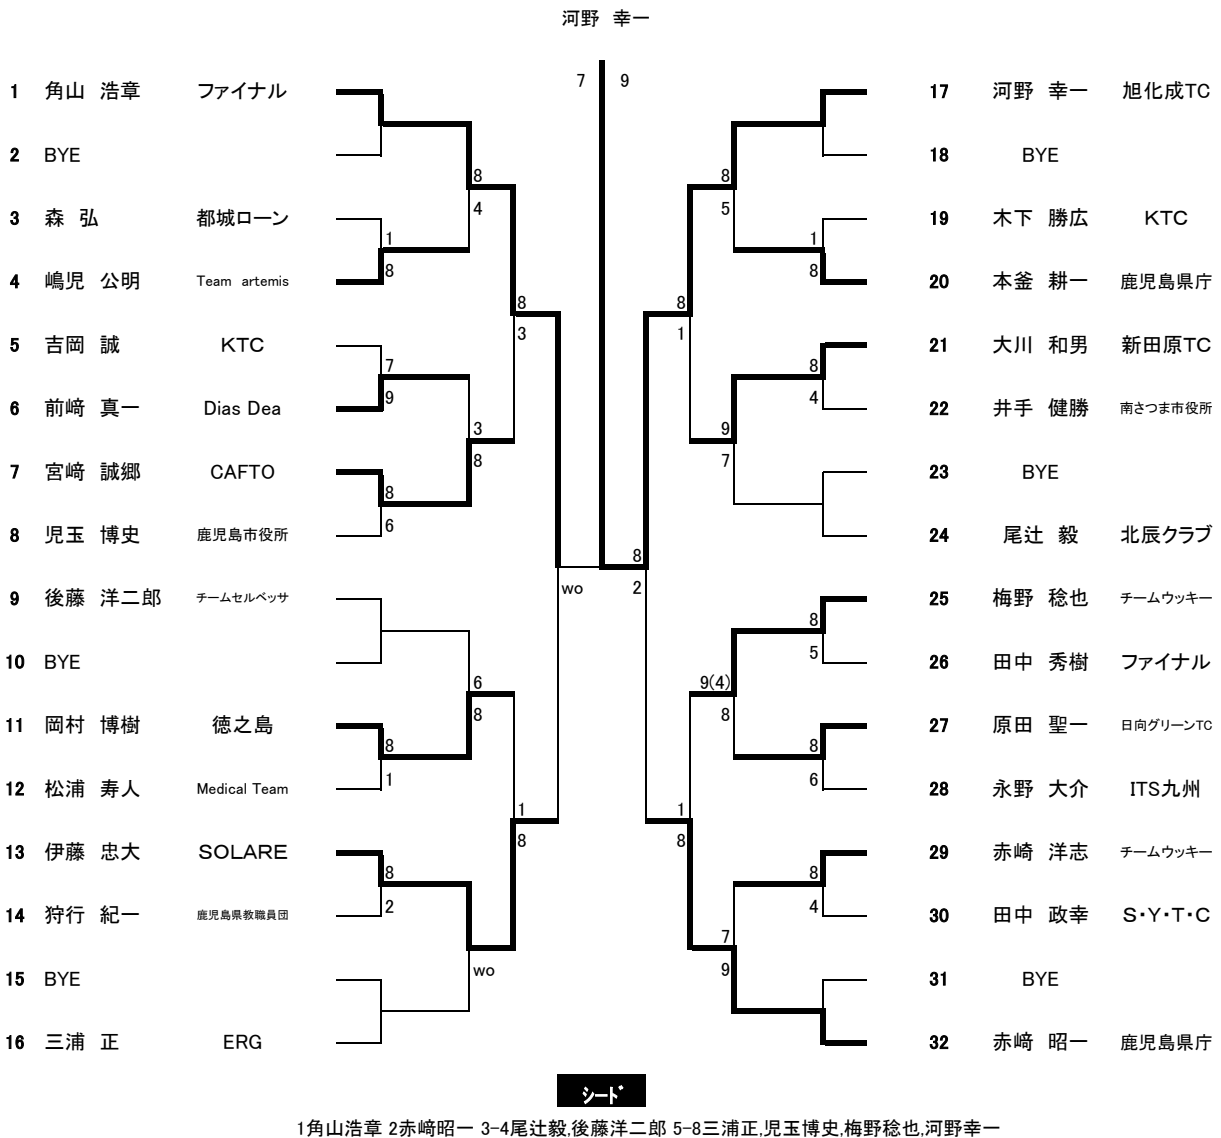 河野 幸一
7 9
1 角山 浩章 ファイナル
2 BYE
3 森 弘 都城ローン
4 嶋児 公明 Team artemis
5 吉岡 誠 KTC
6 前﨑 真一 Dias Dea
7 宮﨑 誠郷 CAFTO
8 児玉 博史 鹿児島市役所
9 後藤 洋二郎 チームセルベッサ
10 BYE
11 岡村 博樹 徳之島
12 松浦 寿人 Medical Team
13 伊藤 忠大 SOLARE
14 狩行 紀一 鹿児島県教職員団
15 BYE
16 三浦 正 ERG
8
4
1
8
8
3
7
9
3
8
8
6
wo
6
8
8
1
1
8
8
2
wo
17 河野 幸一 旭化成TC
18 BYE
19 木下 勝広 KTC
20 本釜 耕一 鹿児島県庁
21 大川 和男 新田原TC
22 井手 健勝 南さつま市役所
23 BYE
24 尾辻 毅 北辰クラブ
25 梅野 稔也 チームウッキー
26 田中 秀樹 ファイナル
27 原田 聖一 日向グリーンTC
28 永野 大介 ITS九州
29 赤崎 洋志 チームウッキー
30 田中 政幸 S・Y・T・C
31 BYE
32 赤﨑 昭一 鹿児島県庁
8
5
1
8
8
1
8
4
9
7
8
2
8
5
9(4)
8
8
6
1
8
8
4
7
9
シード
1角山浩章 2赤﨑昭一 3-4尾辻毅,後藤洋二郎 5-8三浦正,児玉博史,梅野稔也,河野幸一